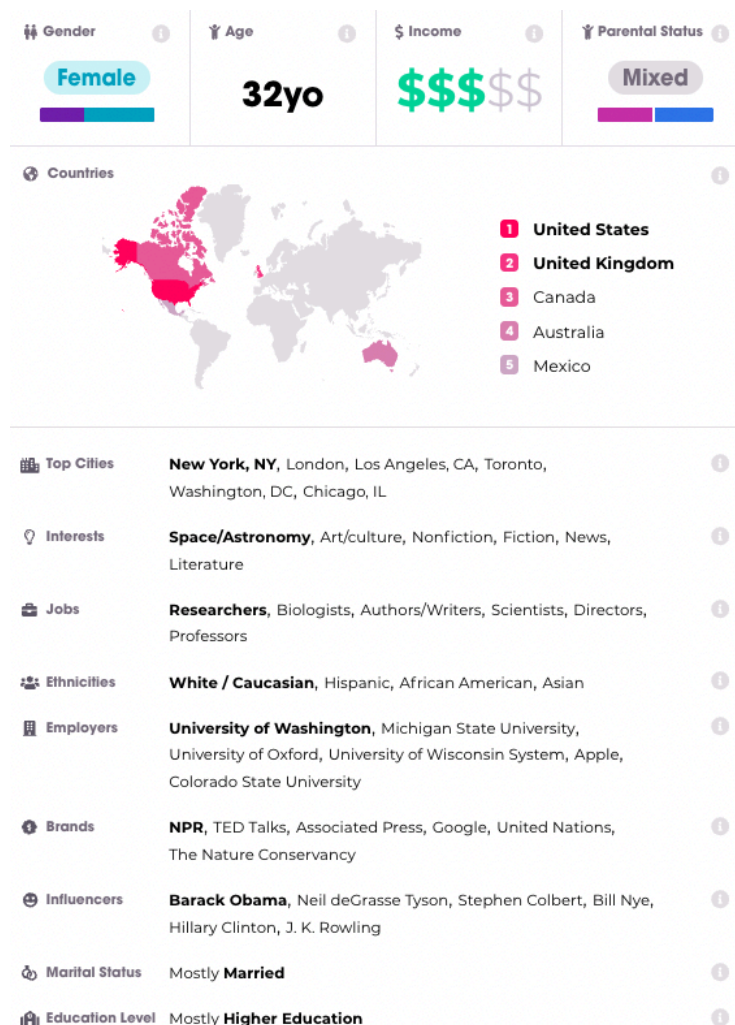 Gender
Age
$ Income
Parental Status
Female
32yo
$$$$$
Mixed
Countries
1 United States
2 United Kingdom
3 Canada
4 Australia
5 Mexico
Top Cities
New York, NY, London, Los Angeles, CA, Toronto,
Washington, DC, Chicago, IL
Interests
Space/Astronomy, Art/culture, Nonfiction, Fiction, News,
Literature
Jobs
Researchers, Biologists, Authors/Writers, Scientists, Directors,
Professors
Ethnicities
White / Caucasian, Hispanic, African American, Asian
Employers
University of Washington, Michigan State University,
University of Oxford, University of Wisconsin System, Apple,
Colorado State University
Brands
NPR, TED Talks, Associated Press, Google, United Nations,
The Nature Conservancy
Influencers
Barack Obama, Neil deGrasse Tyson, Stephen Colbert, Bill Nye,
Hillary Clinton, J. K. Rowling
Marital Status
Mostly Married
Education Level
Mostly Higher Education